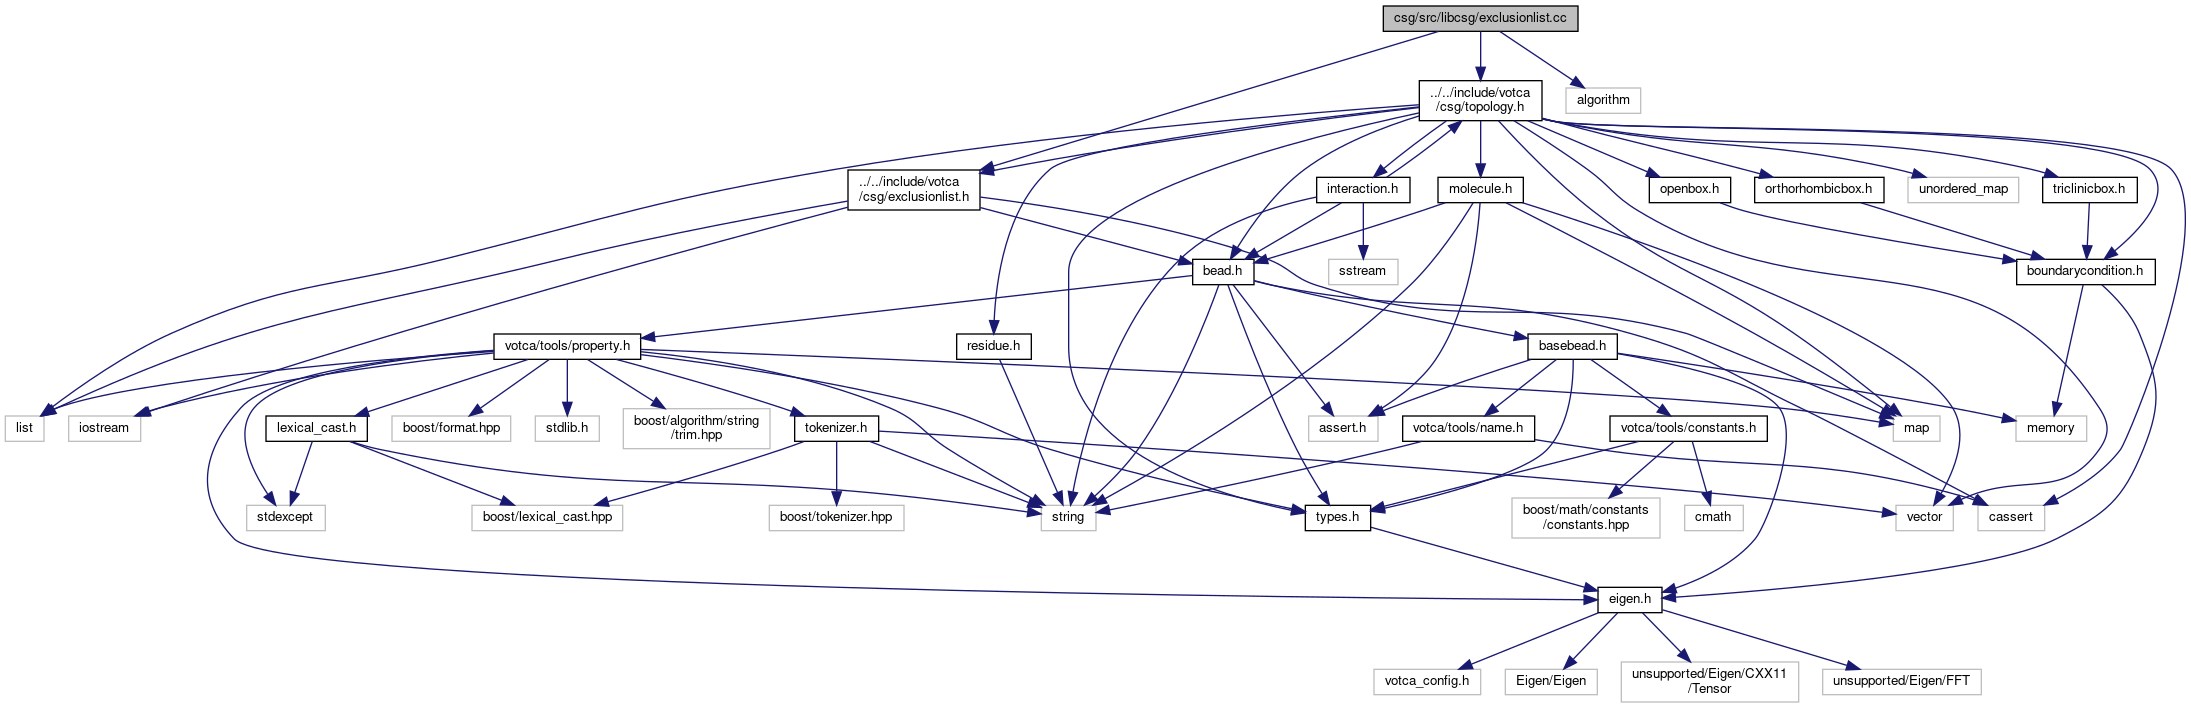 csg/src/libcsg/exclusionlist.cc
../../include/votca
/csg/topology.h
algorithm
../../include/votca
/csg/exclusionlist.h
interaction.h
molecule.h
openbox.h
orthorhombicbox.h
unordered_map
triclinicbox.h
bead.h
sstream
boundarycondition.h
votca/tools/property.h
residue.h
basebead.h
list
iostream
lexical_cast.h
boost/format.hpp
stdlib.h
boost/algorithm/string
/trim.hpp
tokenizer.h
assert.h
votca/tools/name.h
votca/tools/constants.h
map
memory
stdexcept
boost/lexical_cast.hpp
boost/tokenizer.hpp
string
types.h
boost/math/constants
/constants.hpp
cmath
vector
cassert
eigen.h
votca_config.h
Eigen/Eigen
unsupported/Eigen/CXX11
/Tensor
unsupported/Eigen/FFT